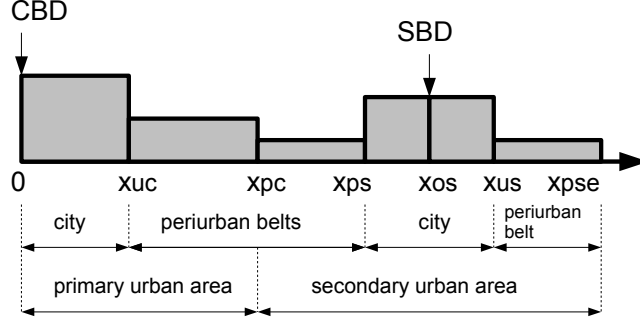 CBD
SBD
0 xuc xpc xps xos xus xpse
city periurban belts city periurban
belt
primary urban area secondary urban area